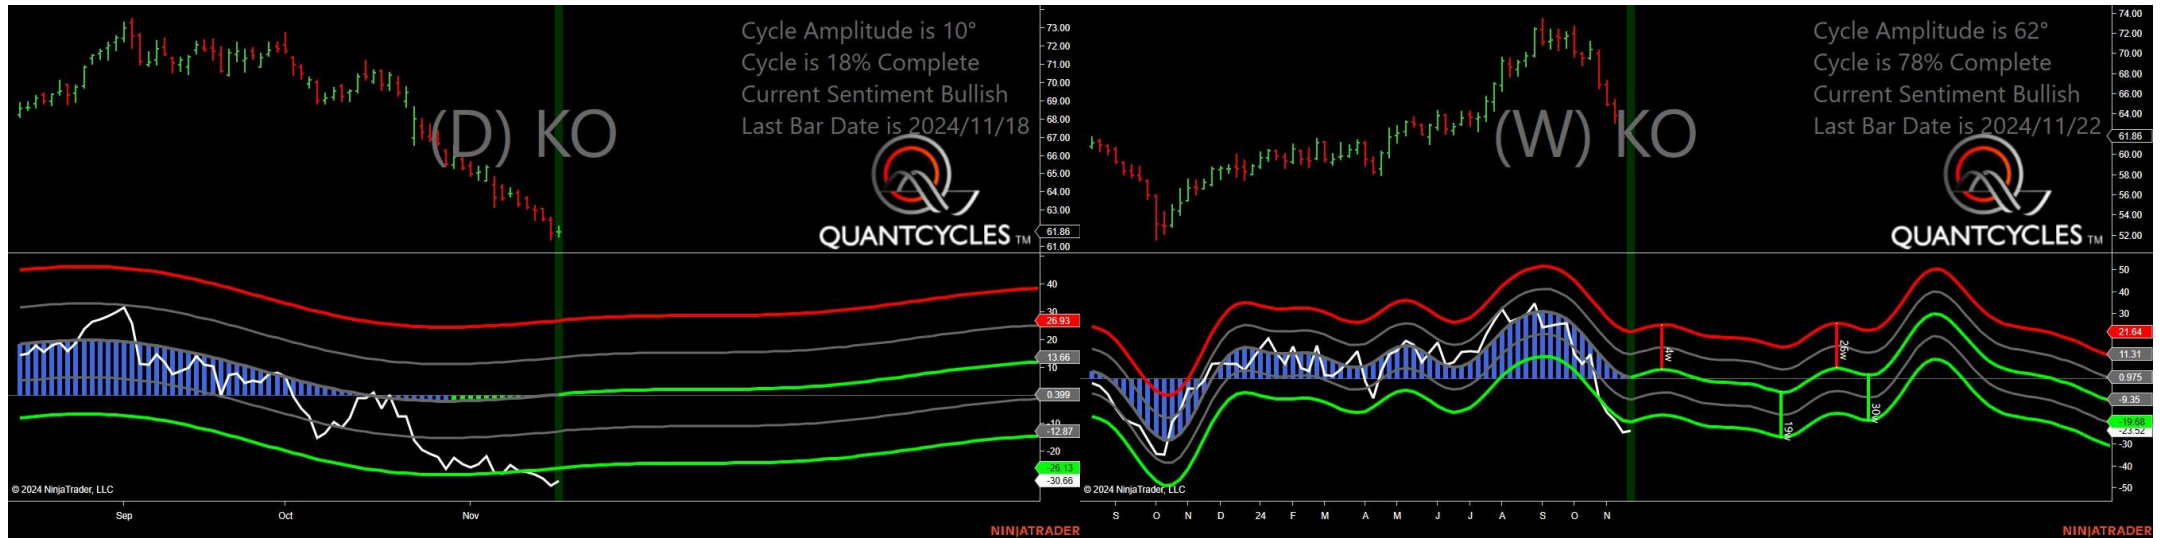 Cycle Amplitude is 10°
Cycle is 18% Complete
Current Sentiment Bullish
Last Bar Date is 2024/11/18
(D) KO
QUANTCYCLES TM
73.00
72.00
71.00
70.00
69.00
68.00
67.00
66.00
65.00
64.00
63.00
61.86
61.00
40
30
26.93
20
13.66
10
0.399
-10
-12.87
-20
-26.13
-30.66
© 2024 NinjaTrader, LLC
Sep Oct Nov
NINJATRADER
Cycle Amplitude is 62°
Cycle is 78% Complete
Current Sentiment Bullish
Last Bar Date is 2024/11/22
(W) KO
QUANTCYCLES TM
74.00
72.00
70.00
68.00
66.00
64.00
61.86
60.00
58.00
56.00
54.00
52.00
50
40
30
21.64
11.31
0.975
-9.35
-19.68
-23.52
-30
-40
-50
4w
19w
26w
30w
© 2024 NinjaTrader, LLC
S O N D 24 F M A M J J A S O N
NINJATRADER